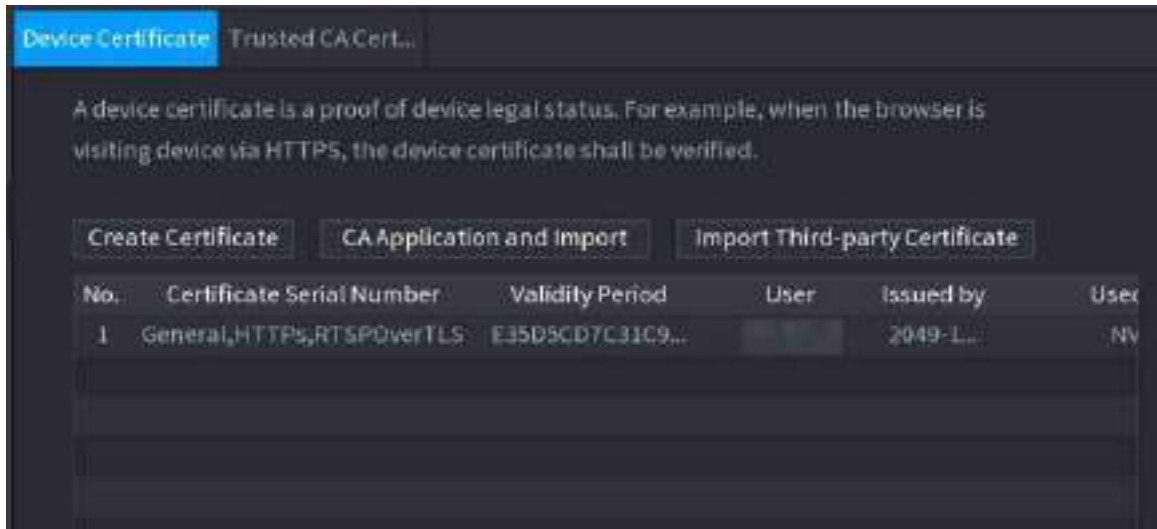 Device Certificate Trusted CA Cert...
A device certificate is a proof of device legal status. For example, when the browser is
visiting device via HTTPS, the device certificate shall be verified.
Create Certificate CA Application and Import Import Third-party Certificate
No. Certificate Serial Number Validity Period User Issued by Used
1 General,HTTPs,RTSPOverTLS E35D5CD7C31C9... 2049-1... NV